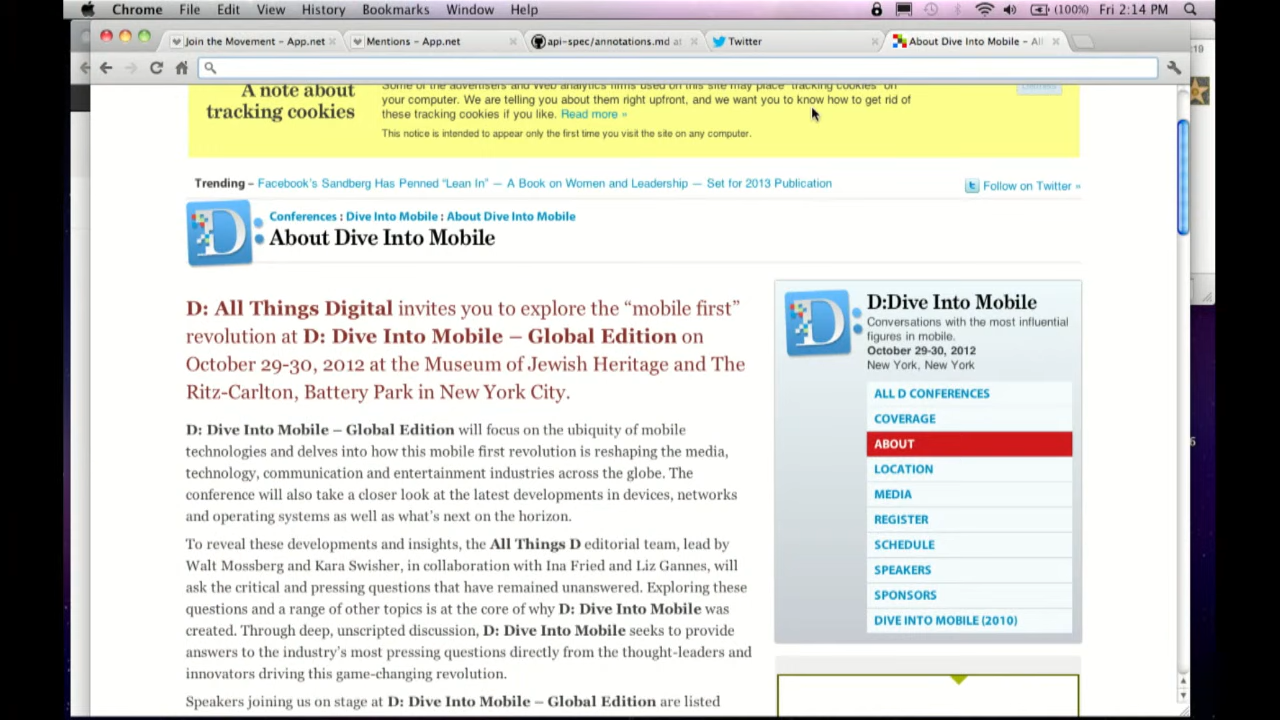 Chrome File Edit View History Bookmarks Window Help (100%) Fri 2:14 PM
Join the Movement – App.net Mentions – App.net api-spec/annotations.md at Twitter About Dive Into Mobile – All
A note about
tracking cookies
Some of the advertisers and Web analytics firms used on this site may place "tracking cookies" on
your computer. We are telling you about them right upfront, and we want you to know how to get rid of
these tracking cookies if you like. Read more »
This notice is intended to appear only the first time you visit the site on any computer.
Trending – Facebook's Sandberg Has Penned "Lean In" — A Book on Women and Leadership — Set for 2013 Publication
Follow on Twitter »
Conferences : Dive Into Mobile : About Dive Into Mobile
D: About Dive Into Mobile
D: All Things Digital invites you to explore the “mobile first”
revolution at D: Dive Into Mobile – Global Edition on
October 29-30, 2012 at the Museum of Jewish Heritage and The
Ritz-Carlton, Battery Park in New York City.
D: Dive Into Mobile – Global Edition will focus on the ubiquity of mobile
technologies and delves into how this mobile first revolution is reshaping the media,
technology, communication and entertainment industries across the globe. The
conference will also take a closer look at the latest developments in devices, networks
and operating systems as well as what’s next on the horizon.
To reveal these developments and insights, the All Things D editorial team, lead by
Walt Mossberg and Kara Swisher, in collaboration with Ina Fried and Liz Gannes, will
ask the critical and pressing questions that have remained unanswered. Exploring these
questions and a range of other topics is at the core of why D: Dive Into Mobile was
created. Through deep, unscripted discussion, D: Dive Into Mobile seeks to provide
answers to the industry’s most pressing questions directly from the thought-leaders and
innovators driving this game-changing revolution.
Speakers joining us on stage at D: Dive Into Mobile – Global Edition are listed
D: D:Dive Into Mobile
Conversations with the most influential
figures in mobile.
October 29-30, 2012
New York, New York
ALL D CONFERENCES
COVERAGE
ABOUT
LOCATION
MEDIA
REGISTER
SCHEDULE
SPEAKERS
SPONSORS
DIVE INTO MOBILE (2010)